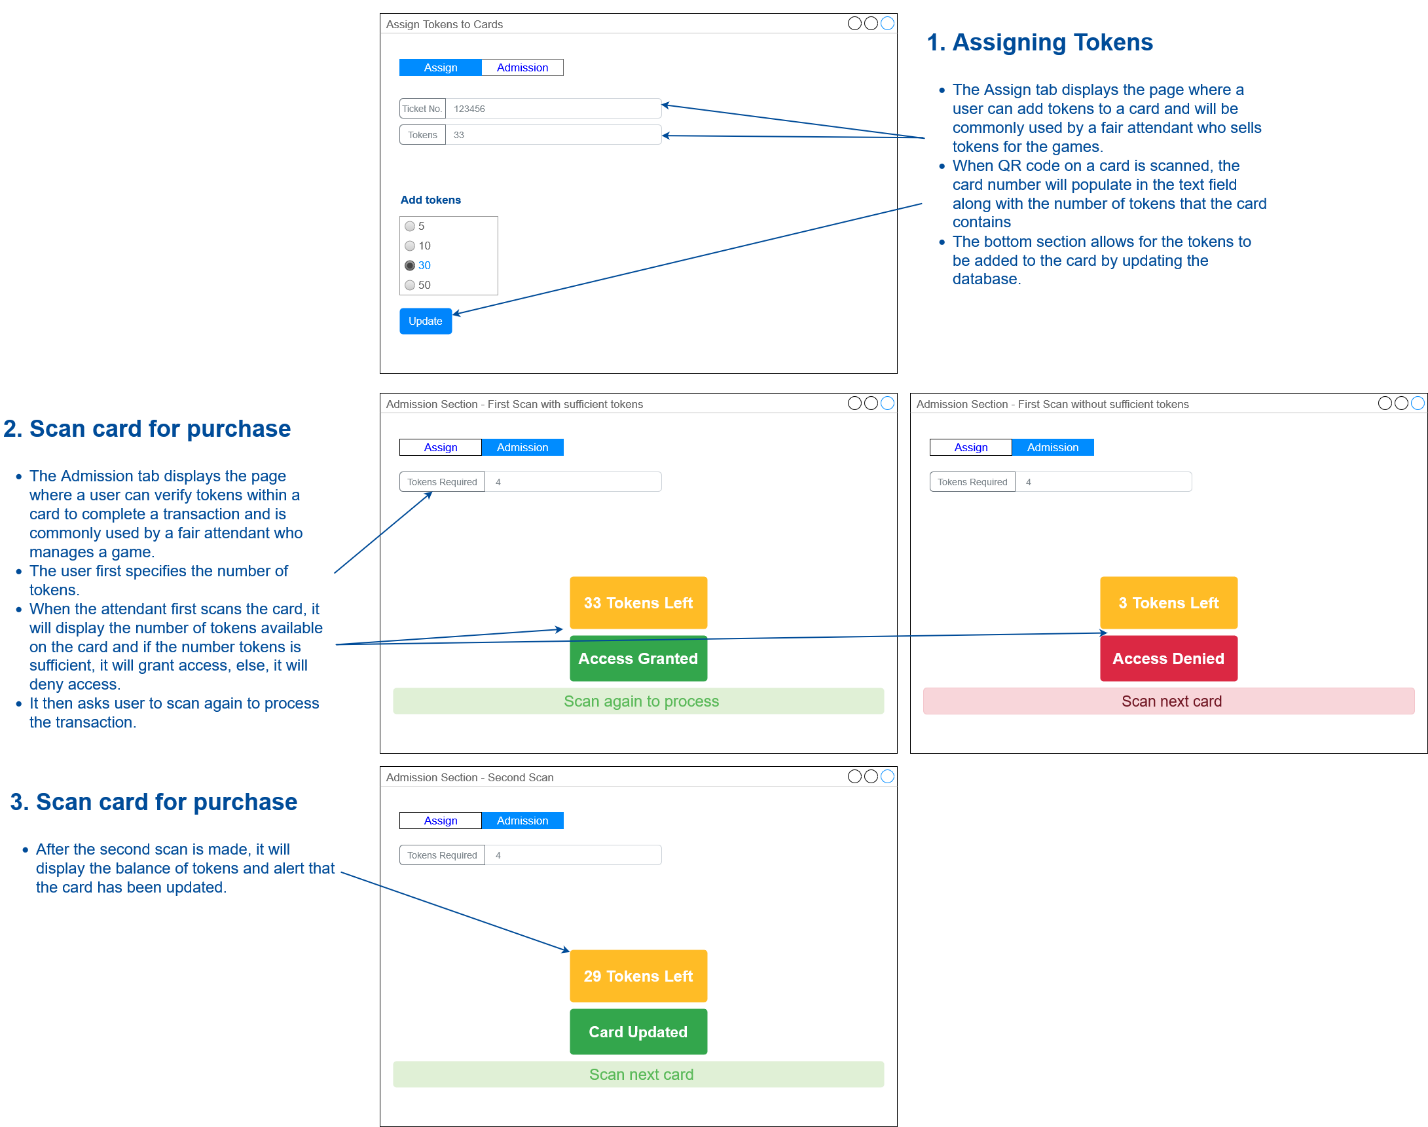 Assign Tokens to Cards
Assign
Admission
Ticket No.
123456
Tokens
33
Add tokens
5
10
30
50
Update
1. Assigning Tokens
• The Assign tab displays the page where a
user can add tokens to a card and will be
commonly used by a fair attendant who sells
tokens for the games.
• When QR code on a card is scanned, the
card number will populate in the text field
along with the number of tokens that the card
contains
• The bottom section allows for the tokens to
be added to the card by updating the
database.
2. Scan card for purchase
• The Admission tab displays the page
where a user can verify tokens within a
card to complete a transaction and is
commonly used by a fair attendant who
manages a game.
• The user first specifies the number of
tokens.
• When the attendant first scans the card, it
will display the number of tokens available
on the card and if the number tokens is
sufficient, it will grant access, else, it will
deny access.
• It then asks user to scan again to process
the transaction.
Admission Section - First Scan with sufficient tokens
Assign
Admission
Tokens Required
4
33 Tokens Left
Access Granted
Scan again to process
Admission Section - First Scan without sufficient tokens
Assign
Admission
Tokens Required
4
3 Tokens Left
Access Denied
Scan next card
3. Scan card for purchase
• After the second scan is made, it will
display the balance of tokens and alert that
the card has been updated.
Admission Section - Second Scan
Assign
Admission
Tokens Required
4
29 Tokens Left
Card Updated
Scan next card